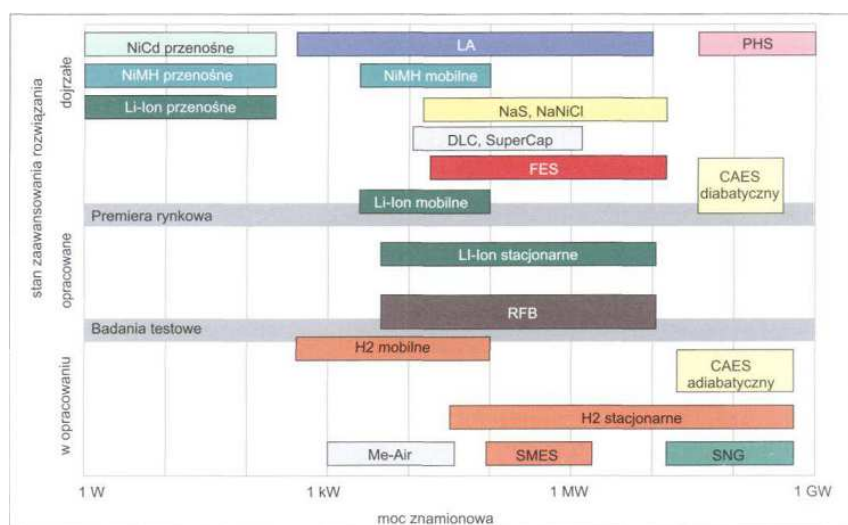 NiCd przenośne
LA
PHS
NiMH przenośne
NiMH mobilne
Li-Ion przenośne
NaS, NaNiCl
DLC, SuperCap
FES
CAES
diabatyczny
Li-Ion mobilne
Premiera rynkowa
LI-Ion stacjonarne
RFB
Badania testowe
H2 mobilne
CAES
adiabatyczny
H2 stacjonarne
Me-Air
SMES
SNG
stan zaawansowania rozwiązania
dojrzałe
opracowane
w opracowaniu
1 W
1 kW
1 MW
1 GW
moc znamionowa